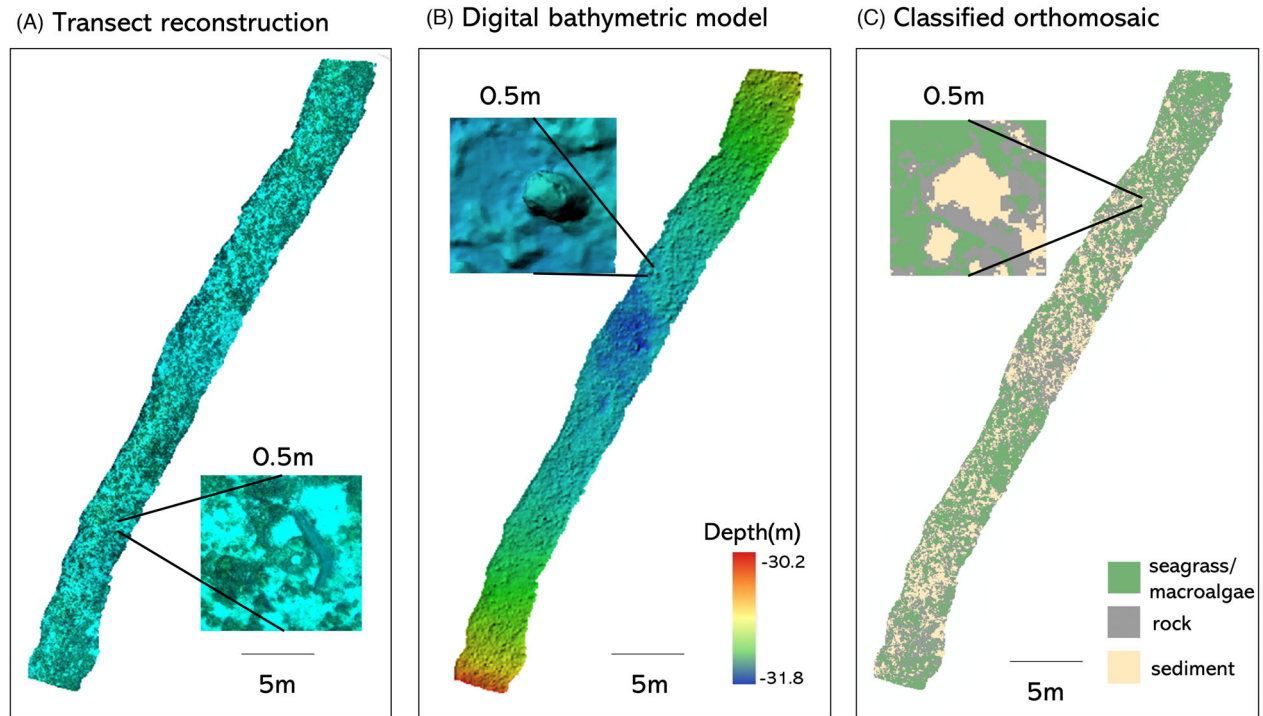 (A) Transect reconstruction
0.5m
5m
(B) Digital bathymetric model
0.5m
Depth(m)
-30.2
-31.8
5m
(C) Classified orthomosaic
0.5m
seagrass/
macroalgae
rock
sediment
5m